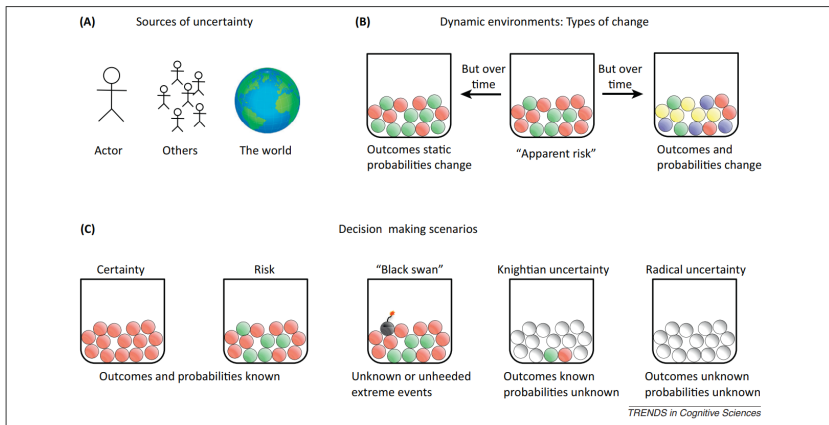 (A) Sources of uncertainty
Actor
Others
The world
(B) Dynamic environments: Types of change
But over
time
But over
time
Outcomes static
probabilities change
“Apparent risk”
Outcomes and
probabilities change
(C) Decision making scenarios
Certainty
Risk
“Black swan”
Knightian uncertainty
Radical uncertainty
Outcomes and probabilities known
Unknown or unheeded
extreme events
Outcomes known
probabilities unknown
Outcomes unknown
probabilities unknown
TRENDS in Cognitive Sciences